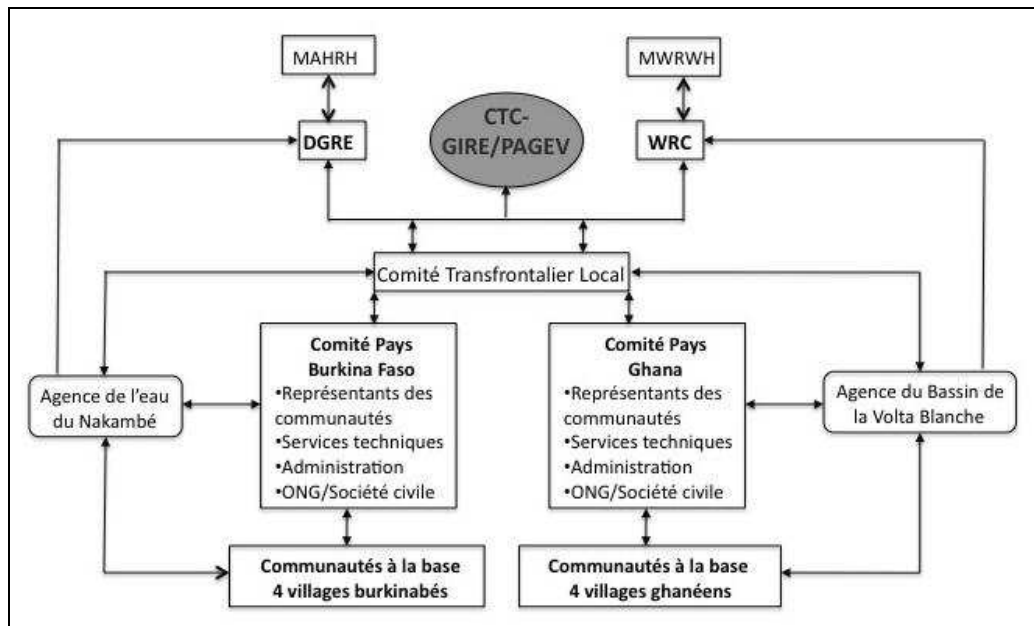 MAHRH
MWRWH
CTC-
GIRE/PAGEV
DGRE
WRC
Comité Transfrontalier Local
Comité Pays
Burkina Faso
•Représentants des
communautés
•Services techniques
•Administration
•ONG/Société civile
Comité Pays
Ghana
•Représentants des
communautés
•Services techniques
•Administration
•ONG/Société civile
Agence de l'eau
du Nakambé
Agence du Bassin de
la Volta Blanche
Communautés à la base
4 villages burkinabés
Communautés à la base
4 villages ghanéens